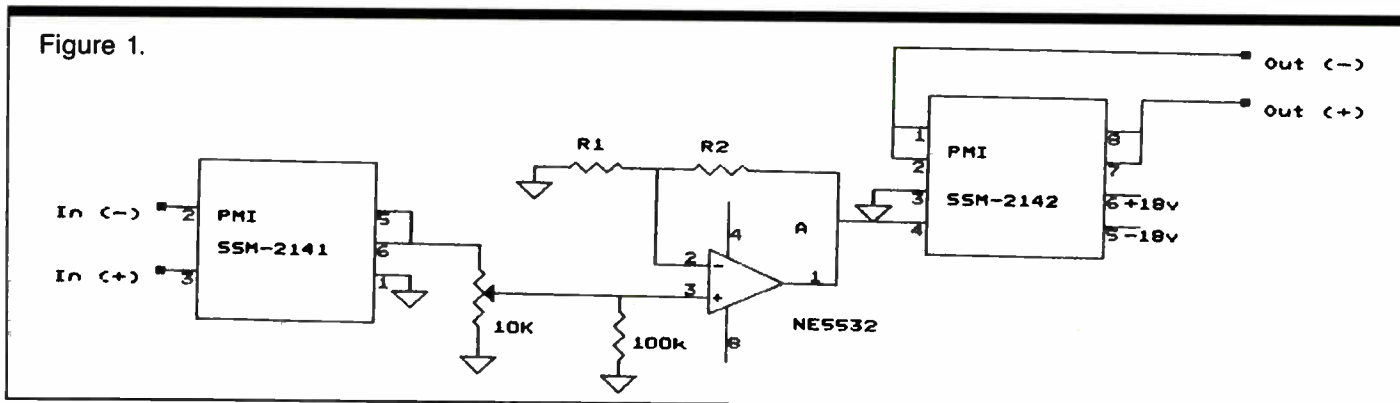 Figure 1.
Out (-)
Out (+)
1
2
3
4
PMI
SSM-2142
8
7
6 +18v
5 -18v
R1
R2
In (-)
In (+)
2
3
PMI
SSM-2141
5
6
1
10K
100k
4
A
2
-
3
+
1
8
NE5532